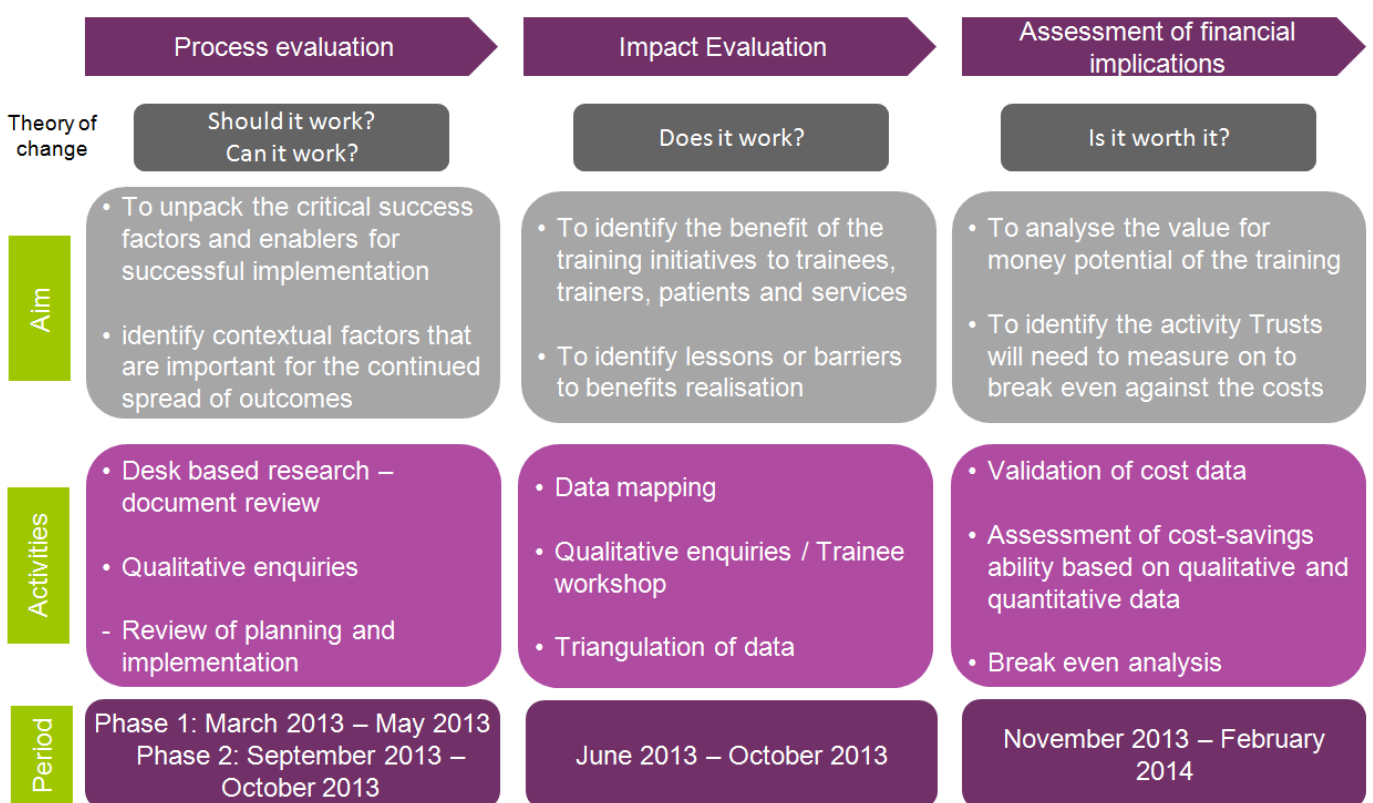 Process evaluation
Impact Evaluation
Assessment of financial
implications
Theory of
change
Should it work?
Can it work?
Does it work?
Is it worth it?
Aim
• To unpack the critical success
factors and enablers for
successful implementation
• identify contextual factors that
are important for the continued
spread of outcomes
• To identify the benefit of the
training initiatives to trainees,
trainers, patients and services
• To identify lessons or barriers
to benefits realisation
• To analyse the value for
money potential of the training
• To identify the activity Trusts
will need to measure on to
break even against the costs
Activities
• Desk based research –
document review
• Qualitative enquiries
- Review of planning and
implementation
• Data mapping
• Qualitative enquiries / Trainee
workshop
• Triangulation of data
• Validation of cost data
• Assessment of cost-savings
ability based on qualitative and
quantitative data
• Break even analysis
Period
Phase 1: March 2013 – May 2013
Phase 2: September 2013 –
October 2013
June 2013 – October 2013
November 2013 – February
2014